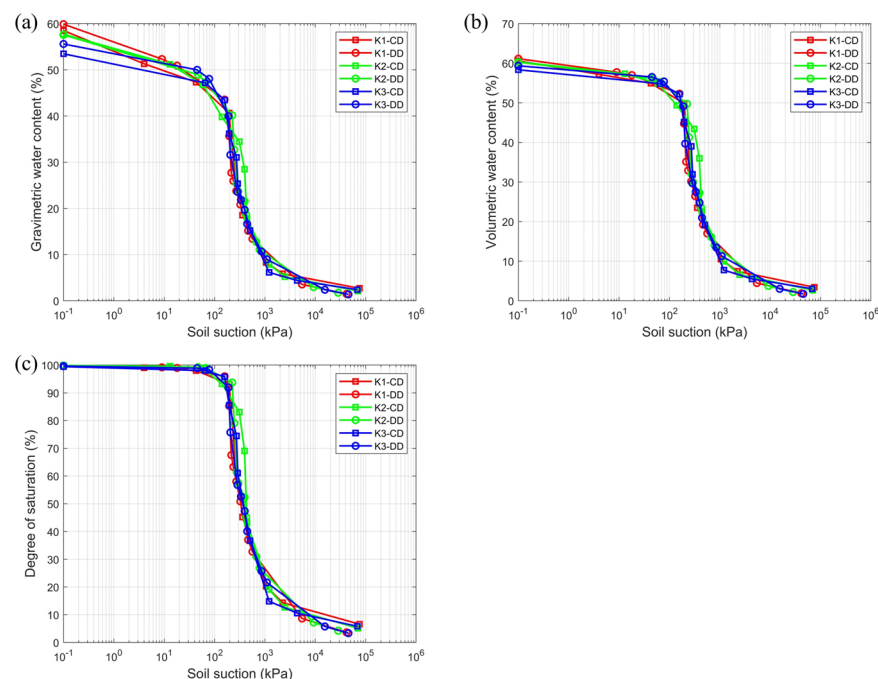 (a)
Gravimetric water content (%)
60
50
40
30
20
10
0
K1-CD
K1-DD
K2-CD
K2-DD
K3-CD
K3-DD
10-1 100 101 102 103 104 105 106
Soil suction (kPa)
(b)
Volumetric water content (%)
70
60
50
40
30
20
10
0
K1-CD
K1-DD
K2-CD
K2-DD
K3-CD
K3-DD
10-1 100 101 102 103 104 105 106
Soil suction (kPa)
(c)
Degree of saturation (%)
100
90
80
70
60
50
40
30
20
10
0
K1-CD
K1-DD
K2-CD
K2-DD
K3-CD
K3-DD
10-1 100 101 102 103 104 105 106
Soil suction (kPa)